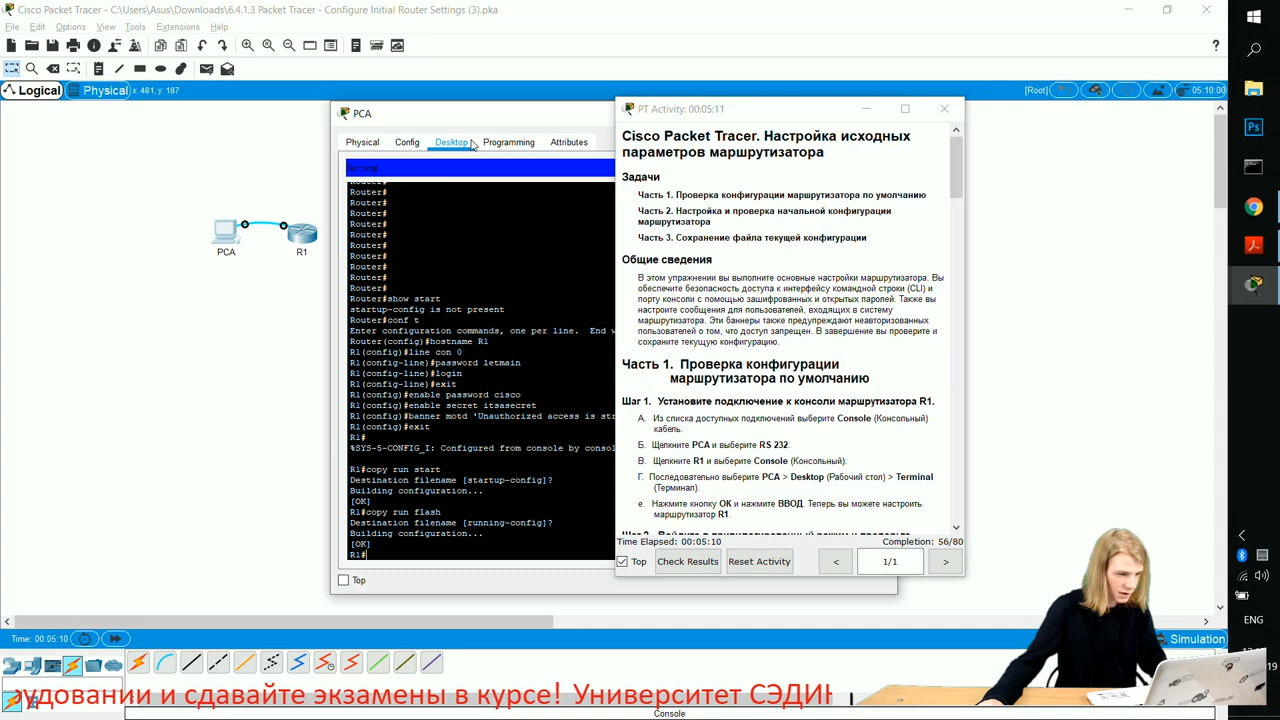 Cisco Packet Tracer - C:\Users\Asus\Downloads\6.4.1.3 Packet Tracer - Configure Initial Router Settings (3).pka
File Edit Options View Tools Extensions Help
?
Logical Physical x: 481, y: 187 [Root] 05:10:00
PCA
Physical Config Desktop Programming Attributes
Terminal
Router#
Router#
Router#
Router#
Router#
Router#
Router#
Router#
Router#
Router#
Router#
Router#show start
startup-config is not present
Router#conf t
Enter configuration commands, one per line. End w
Router(config)#hostname R1
R1(config)#line con 0
R1(config-line)#password letmain
R1(config-line)#login
R1(config-line)#exit
R1(config)#enable password cisco
R1(config)#enable secret itsasecret
R1(config)#banner motd 'Unauthorized access is str
R1(config)#exit
R1#
%SYS-5-CONFIG_I: Configured from console by consol
R1#copy run start
Destination filename [startup-config]?
Building configuration...
[OK]
R1#copy run flash
Destination filename [running-config]?
Building configuration...
[OK]
R1#
Top
PCA
R1
PT Activity: 00:05:11
Cisco Packet Tracer. Настройка исходных
параметров маршрутизатора
Задачи
Часть 1. Проверка конфигурации маршрутизатора по умолчанию
Часть 2. Настройка и проверка начальной конфигурации
маршрутизатора
Часть 3. Сохранение файла текущей конфигурации
Общие сведения
В этом упражнении вы выполните основные настройки маршрутизатора. Вы
обеспечите безопасность доступа к интерфейсу командной строки (CLI) и
порту консоли с помощью зашифрованных и открытых паролей. Также вы
настроите сообщения для пользователей, входящих в систему
маршрутизатора. Эти баннеры также предупреждают неавторизованных
пользователей о том, что доступ запрещен. В завершение вы проверите и
сохраните текущую конфигурацию.
Часть 1. Проверка конфигурации
маршрутизатора по умолчанию
Шаг 1. Установите подключение к консоли маршрутизатора R1.
А. Из списка доступных подключений выберите Console (Консольный)
кабель.
Б. Щелкните PCA и выберите RS 232.
В. Щелкните R1 и выберите Console (Консольный).
Г. Последовательно выберите PCA > Desktop (Рабочий стол) > Terminal
(Терминал).
е. Нажмите кнопку ОК и нажмите ВВОД. Теперь вы можете настроить
маршрутизатор R1.
Time Elapsed: 00:05:10 Completion: 56/80
Top Check Results Reset Activity < 1/1 >
Time: 00:05:10 Simulation
ENG
удовании и сдавайте экзамены в курсе! Университет СЭДИН
Console